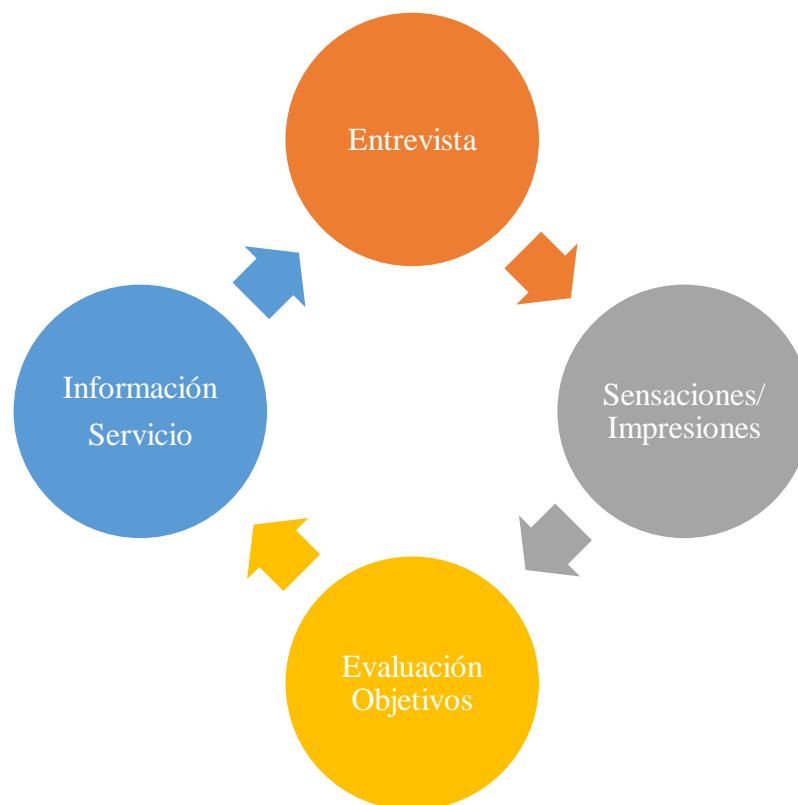 Entrevista
Sensaciones/
Impresiones
Evaluación
Objetivos
Información
Servicio